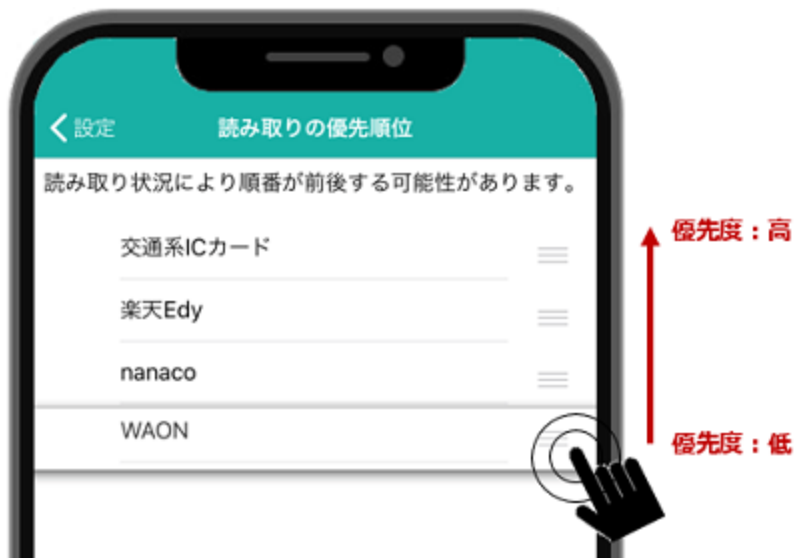 設定
読み取りの優先順位
読み取り状況により順番が前後する可能性があります。
交通系ICカード
楽天Edy
nanaco
WAON
優先度：高
優先度：低